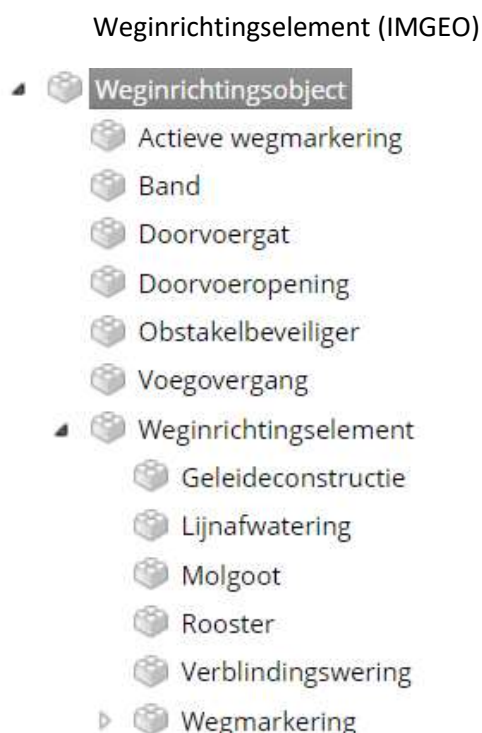 Weginrichtingselement (IMGEO)
Weginrichtingsobject
Actieve wegmarkering
Band
Doorvoergat
Doorvoeropening
Obstakelbeveiliger
Voegovergang
Weginrichtingselement
Geleideconstructie
Lijnafwatering
Molgoot
Rooster
Verblindingswering
Wegmarkering